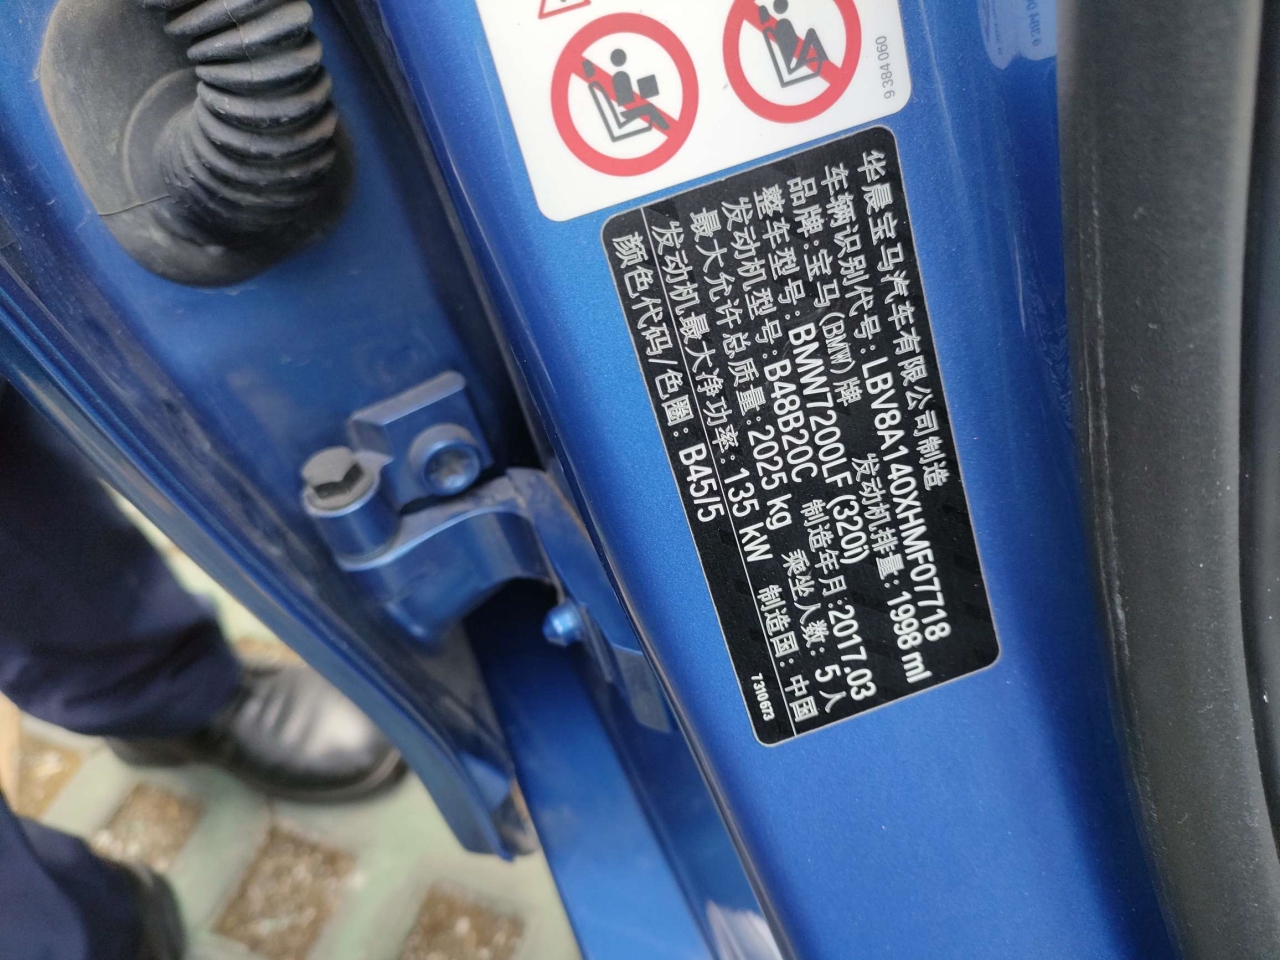 9 384 060
华晨宝马汽车有限公司制造
车辆识别代号:LBV8A140XHMF07718
品牌:宝马(BMW)牌 发动机排量:1998 ml
整车型号:BMW7200LF(320i)
发动机型号:B48B20C 制造年月:2017.03
最大允许总质量:2025 kg 乘坐人数:5人
发动机最大净功率:135 kW 制造国:中国
颜色代码/色圈:B45/5
7310673